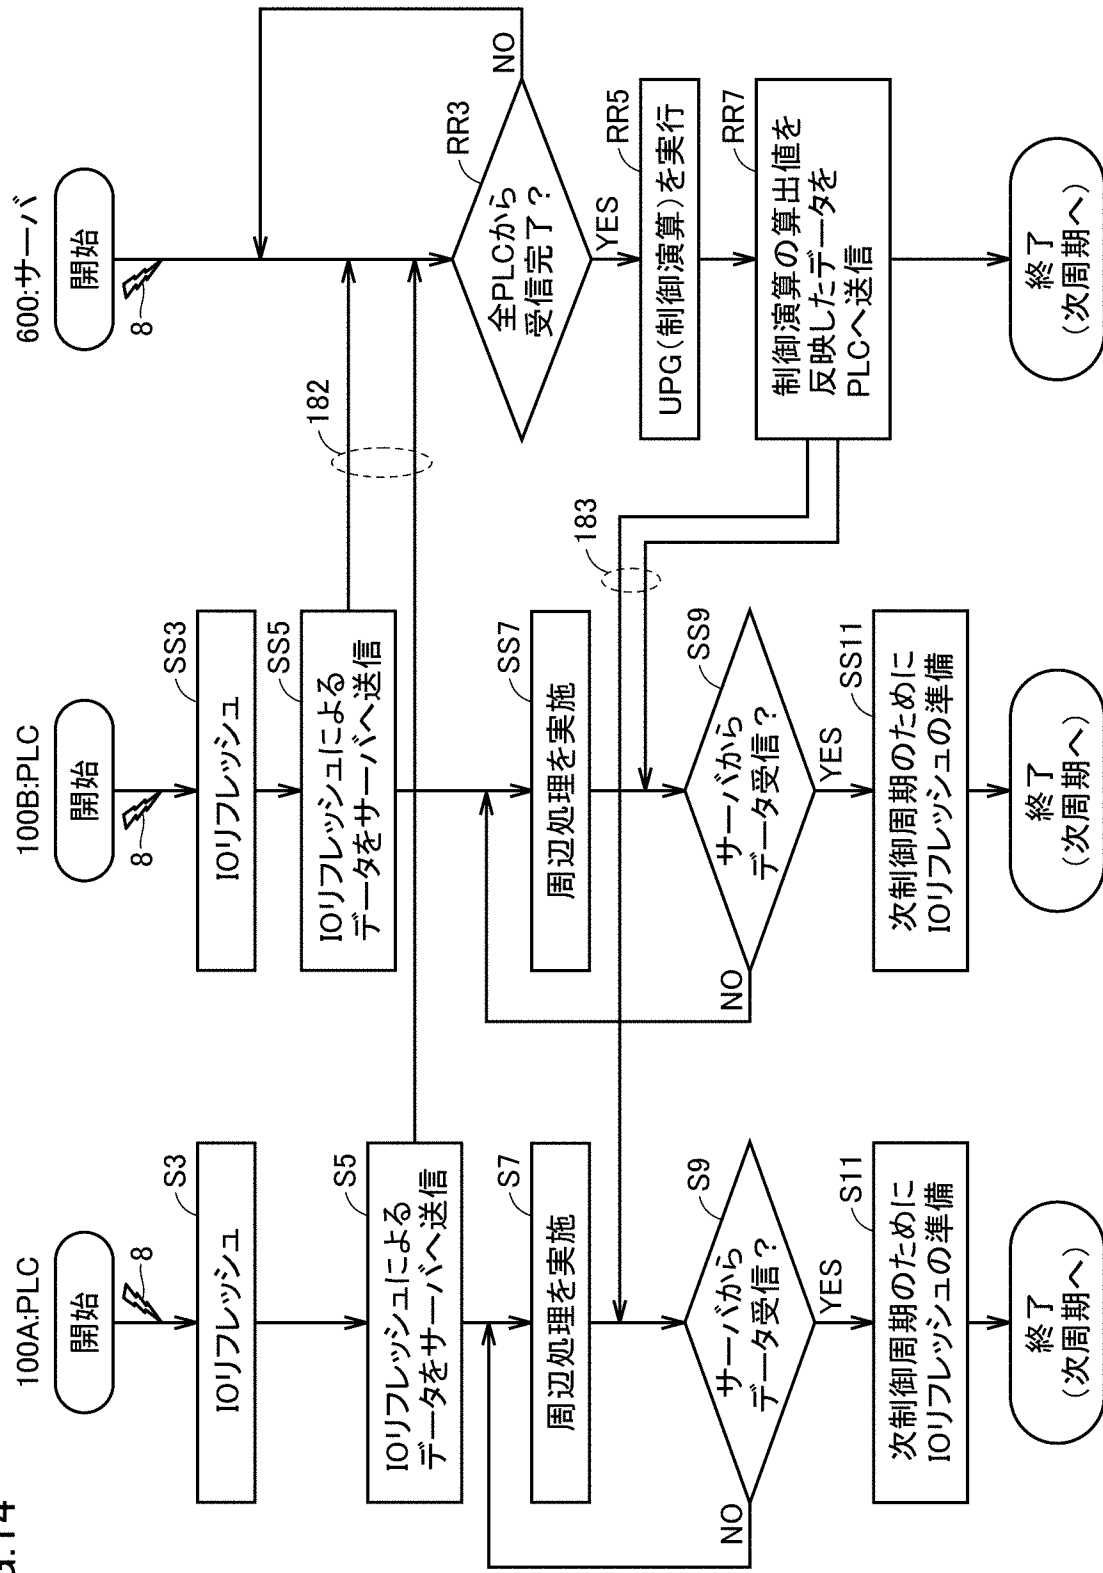 100A:PLC
開始
8
S3
IOリフレッシュ
S5
IOリフレッシュによる
データをサーバへ送信
S7
周辺処理を実施
S9
サーバから
データ受信？
NO
YES
S11
次制御周期のために
IOリフレッシュの準備
終了
(次周期へ)
100B:PLC
開始
8
SS3
IOリフレッシュ
SS5
IOリフレッシュによる
データをサーバへ送信
SS7
周辺処理を実施
SS9
サーバから
データ受信？
NO
YES
SS11
次制御周期のために
IOリフレッシュの準備
終了
(次周期へ)
182
183
600:サーバ
開始
8
NO
RR3
全PLCから
受信完了？
YES
RR5
UPG(制御演算)を実行
RR7
制御演算の算出値を
反映したデータを
PLCへ送信
終了
(次周期へ)